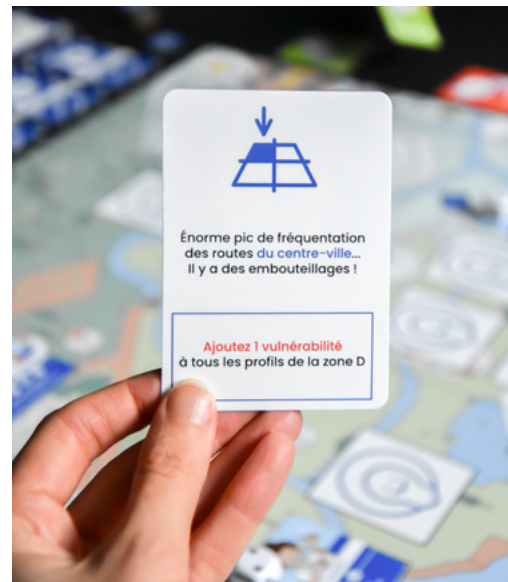 Énorme pic de fréquentation
des routes du centre-ville...
Il y a des embouteillages !
Ajoutez 1 vulnérabilité
à tous les profils de la zone D